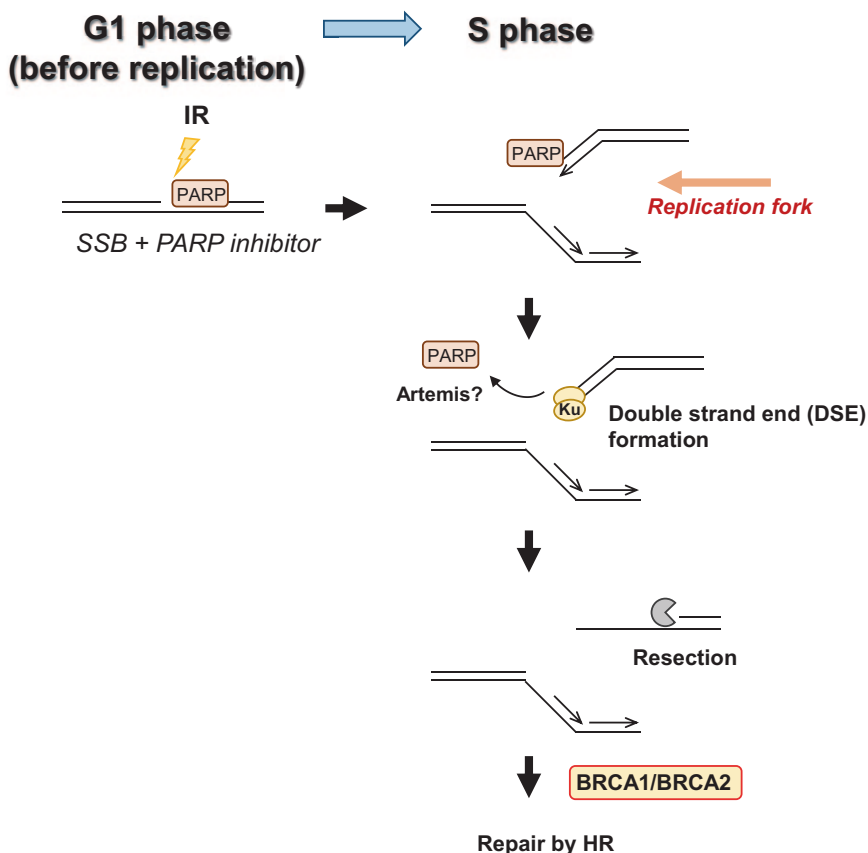 G1 phase
(before replication)
S phase
IR
PARP
SSB + PARP inhibitor
PARP
Replication fork
PARP
Artemis?
Ku
Double strand end (DSE)
formation
Resection
BRCA1/BRCA2
Repair by HR